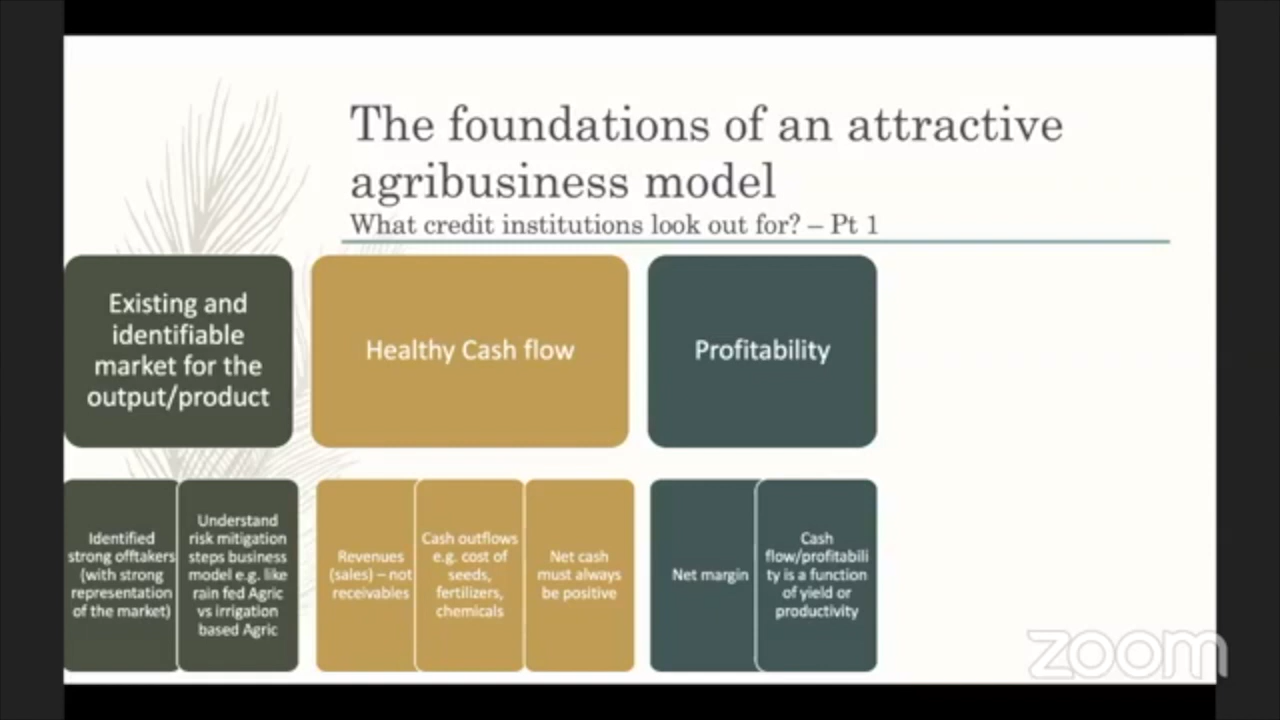 The foundations of an attractive
agribusiness model
What credit institutions look out for? – Pt 1
Existing and
identifiable
market for the
output/product
Healthy Cash flow
Profitability
Identified
strong offtakers
(with strong
representation
of the market)
Understand
risk mitigation
steps business
model e.g. like
rain fed Agric
vs irrigation
based Agric
Revenues
(sales) – not
receivables
Cash outflows
e.g. cost of
seeds,
fertilizers,
chemicals
Net cash
must always
be positive
Net margin
Cash
flow/profitabili
ty is a function
of yield or
productivity
zoom